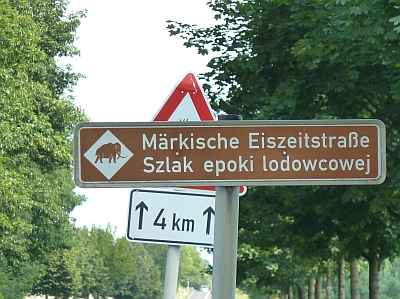 Märkische Eiszeitstraße
Szlak epoki lodowcowej
4 km